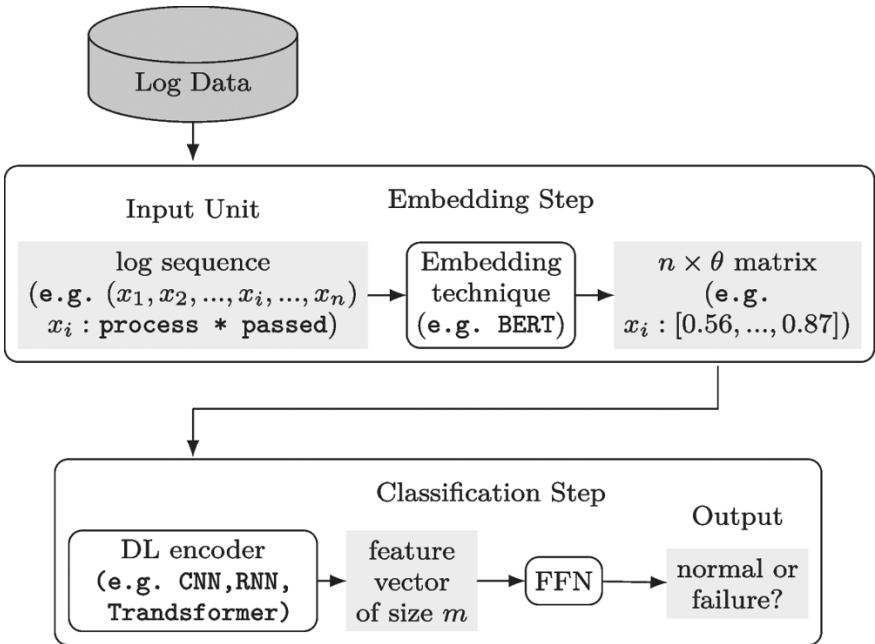 Log Data
Input Unit
Embedding Step
log sequence
(e.g. (x₁, x₂, ..., xᵢ, ..., xₙ)
xᵢ : process * passed)
Embedding
technique
(e.g. BERT)
n × θ matrix
(e.g.
xᵢ : [0.56, ..., 0.87])
Classification Step
DL encoder
(e.g. CNN,RNN,
Trandsformer)
feature
vector
of size m
FFN
Output
normal or
failure?